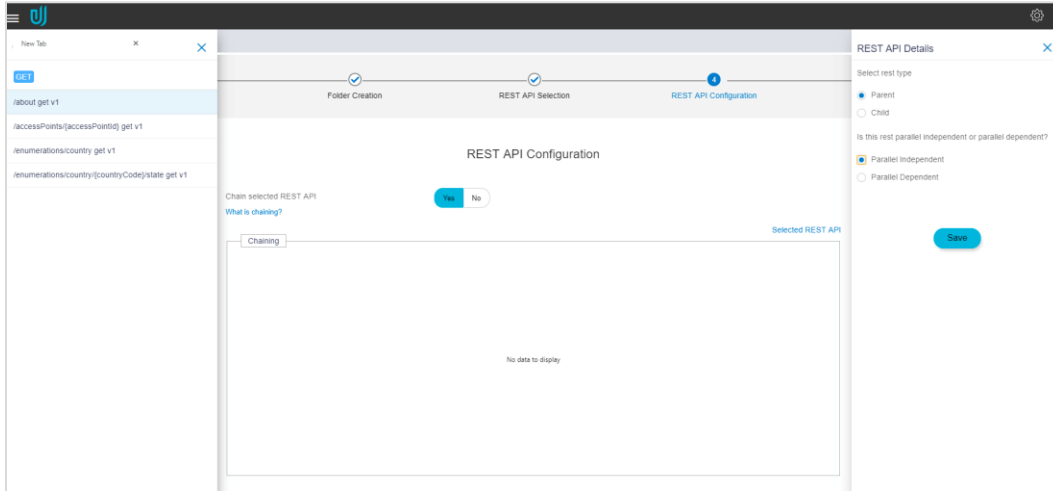 New Tab
×
GET
/about get v1
/accessPoints/{accessPointId} get v1
/enumerations/country get v1
/enumerations/country/{countryCode}/state get v1
Folder Creation
REST API Selection
4
REST API Configuration
REST API Configuration
Chain selected REST API
Yes No
What is chaining?
Selected REST API
Chaining
No data to display
REST API Details
Select rest type
Parent
Child
Is this rest parallel independent or parallel dependent?
Parallel Independent
Parallel Dependent
Save